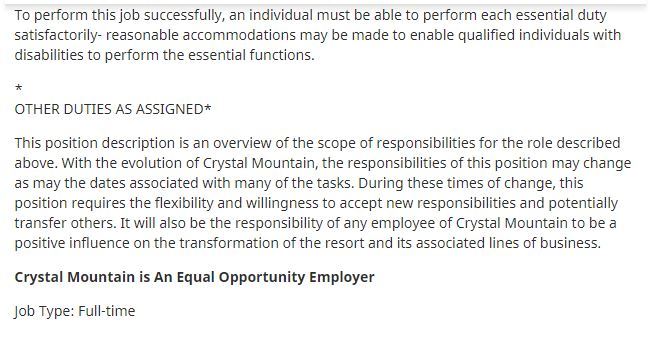 To perform this job successfully, an individual must be able to perform each essential duty
satisfactorily- reasonable accommodations may be made to enable qualified individuals with
disabilities to perform the essential functions.
*
OTHER DUTIES AS ASSIGNED*
This position description is an overview of the scope of responsibilities for the role described
above. With the evolution of Crystal Mountain, the responsibilities of this position may change
as may the dates associated with many of the tasks. During these times of change, this
position requires the flexibility and willingness to accept new responsibilities and potentially
transfer others. It will also be the responsibility of any employee of Crystal Mountain to be a
positive influence on the transformation of the resort and its associated lines of business.
Crystal Mountain is An Equal Opportunity Employer
Job Type: Full-time